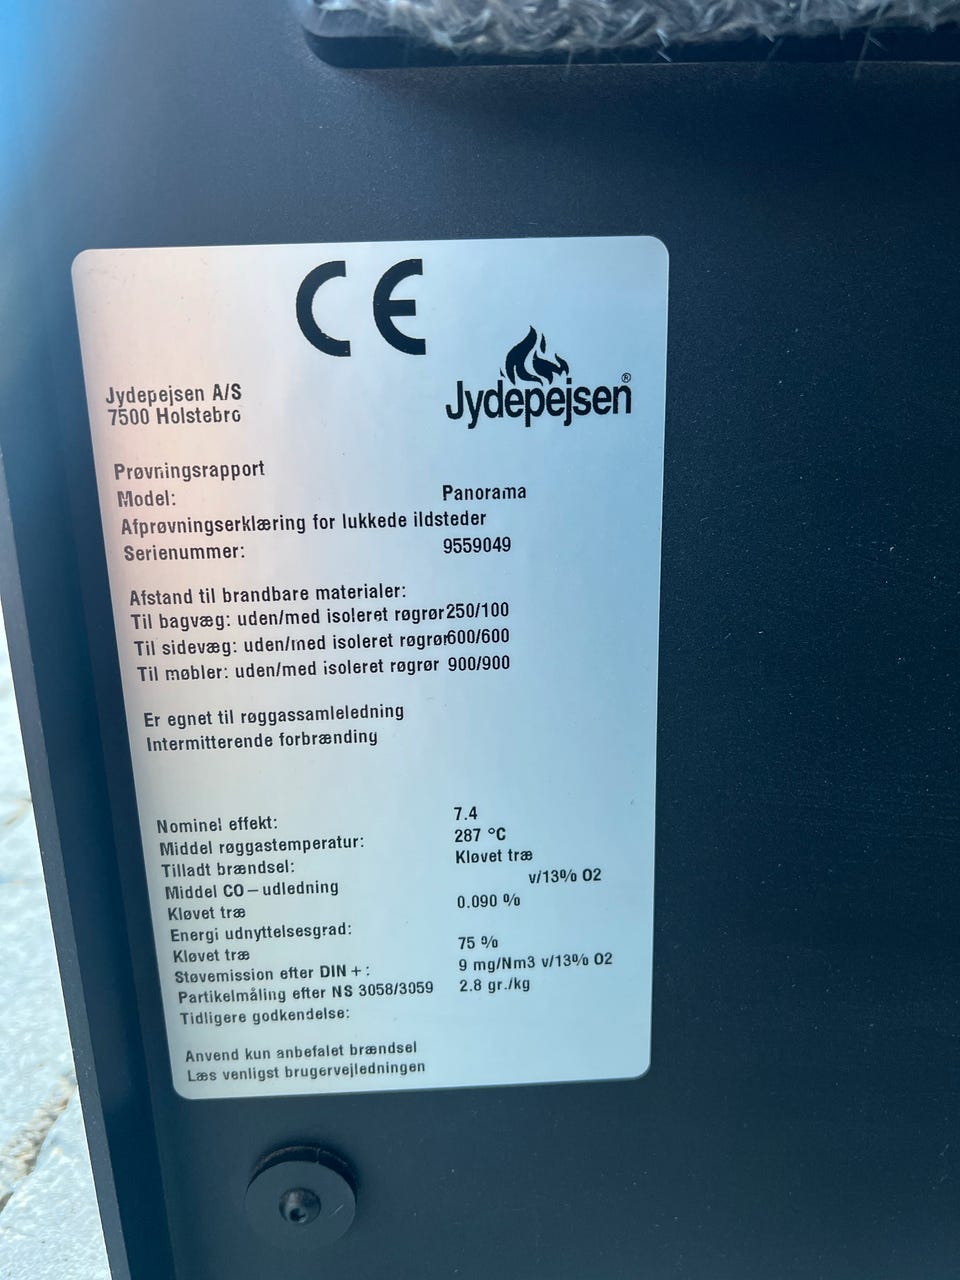 CE
Jydepejsen®
Jydepejsen A/S
7500 Holstebro
Prøvningsrapport
Model: Panorama
Afprøvningserklæring for lukkede ildsteder
Serienummer: 9559049
Afstand til brandbare materialer:
Til bagvæg: uden/med isoleret røgrør 250/100
Til sidevæg: uden/med isoleret røgrør 600/600
Til møbler: uden/med isoleret røgrør 900/900
Er egnet til røggassamleledning
Intermitterende forbrænding
Nominel effekt: 7.4
Middel røggastemperatur: 287 °C
Tilladt brændsel: Kløvet træ
Middel CO-udledning v/13% O2
Kløvet træ 0.090 %
Energi udnyttelsesgrad:
Kløvet træ 75 %
Støvemission efter DIN+: 9 mg/Nm3 v/13% O2
Partikelmåling efter NS 3058/3059 2.8 gr./kg
Tidligere godkendelse:
Anvend kun anbefalet brændsel
Læs venligst brugervejledningen